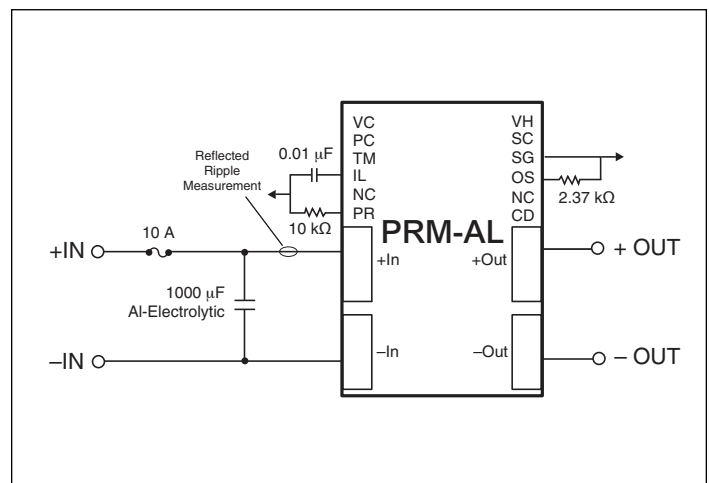 VC
PC
TM
IL
NC
PR
VH
SC
SG
OS
NC
CD
Reflected
Ripple
Measurement
0.01 μF
10 kΩ
2.37 kΩ
PRM-AL
10 A
+IN
+In
+Out
+ OUT
1000 μF
Al-Electrolytic
–IN
–In
–Out
– OUT